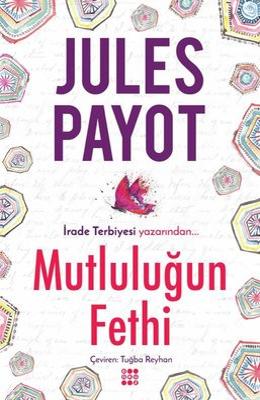 JULES
PAYOT
İrade Terbiyesi yazarından...
Mutluluğun
Fethi
Çeviren: Tuğba Reyhan